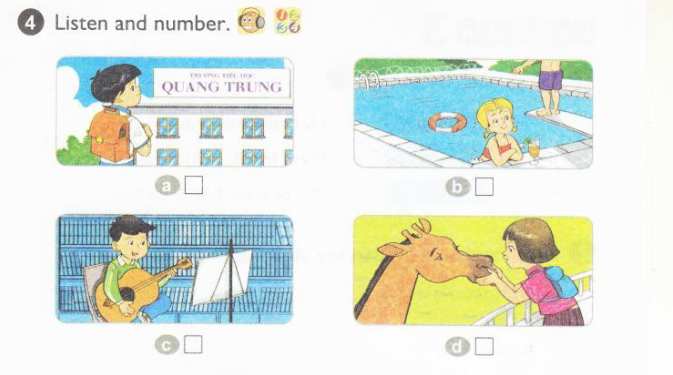 4 Listen and number.
TRƯỜNG TIỂU HỌC
QUANG TRUNG
a
b
c
d